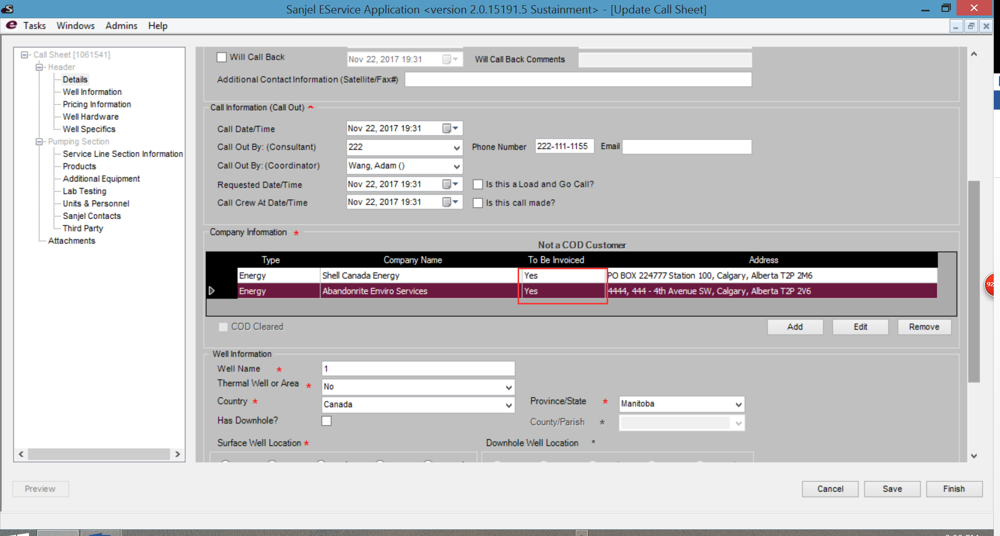 Sanjel EService Application <version 2.0.15191.5 Sustainment> - [Update Call Sheet]
Tasks Windows Admins Help
Call Sheet [1061541]
Header
Details
Well Information
Pricing Information
Well Hardware
Well Specifics
Pumping Section
Service Line Section Information
Products
Additional Equipment
Lab Testing
Units & Personnel
Sanjel Contacts
Third Party
Attachments
Will Call Back Nov 22, 2017 19:31 Will Call Back Comments
Additional Contact Information (Satellite/Fax#)
Call Information (Call Out)
Call Date/Time Nov 22, 2017 19:31
Call Out By: (Consultant) 222 Phone Number 222-111-1155 Email
Call Out By: (Coordinator) Wang, Adam ()
Requested Date/Time Nov 22, 2017 19:31 Is this a Load and Go Call?
Call Crew At Date/Time Nov 22, 2017 19:31 Is this call made?
Company Information *
Not a COD Customer
Type Company Name To Be Invoiced Address
Energy Shell Canada Energy Yes PO BOX 224777 Station 100, Calgary, Alberta T2P 2M6
Energy Abandonrite Enviro Services Yes 4444, 444 - 4th Avenue SW, Calgary, Alberta T2P 2V6
COD Cleared Add Edit Remove
Well Information
Well Name * 1
Thermal Well or Area * No
Country * Canada Province/State * Manitoba
Has Downhole? County/Parish *
Surface Well Location * Downhole Well Location *
Preview Cancel Save Finish
92